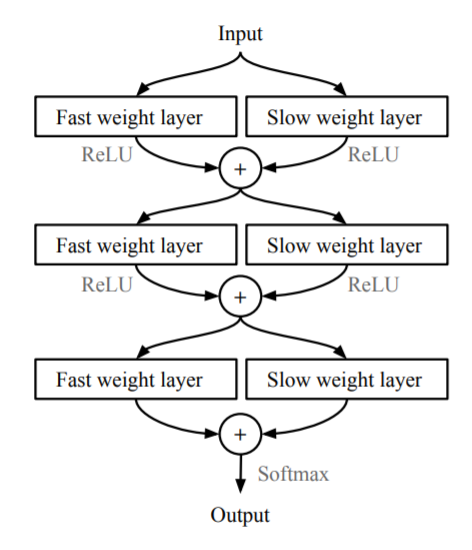 Input
Fast weight layer
Slow weight layer
ReLU
+
ReLU
Fast weight layer
Slow weight layer
ReLU
+
ReLU
Fast weight layer
Slow weight layer
+
Softmax
Output